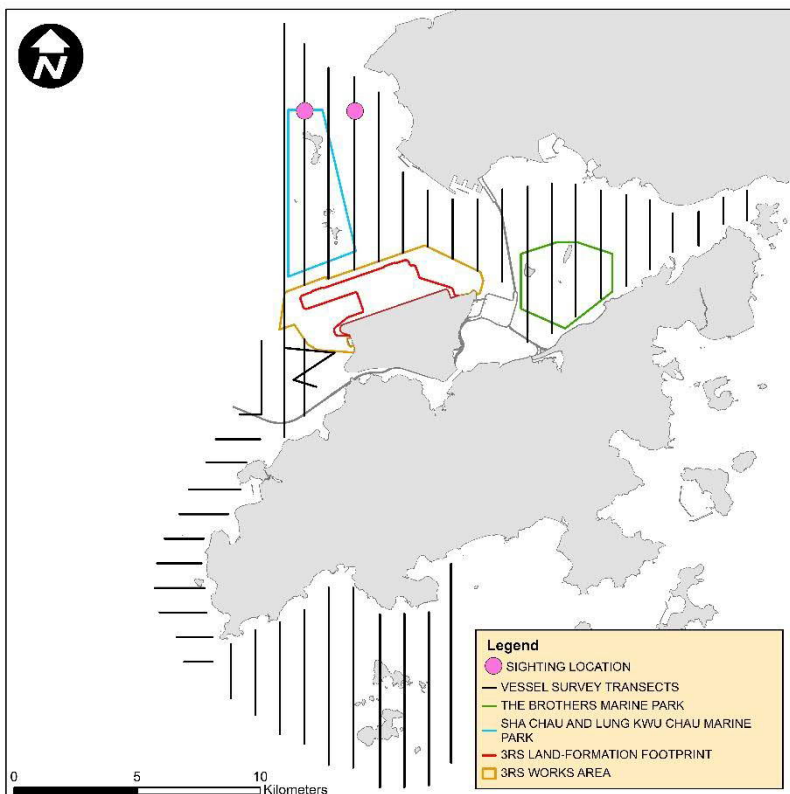 N
Legend
SIGHTING LOCATION
VESSEL SURVEY TRANSECTS
THE BROTHERS MARINE PARK
SHA CHAU AND LUNG KWU CHAU MARINE
PARK
3RS LAND-FORMATION FOOTPRINT
3RS WORKS AREA
0 5 10
Kilometers